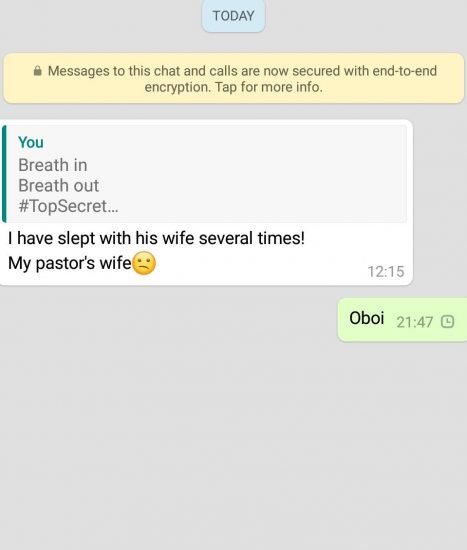 TODAY
Messages to this chat and calls are now secured with end-to-end
encryption. Tap for more info.
You
Breath in
Breath out
#TopSecret...
I have slept with his wife several times!
My pastor's wife😕
12:15
Oboi 21:47